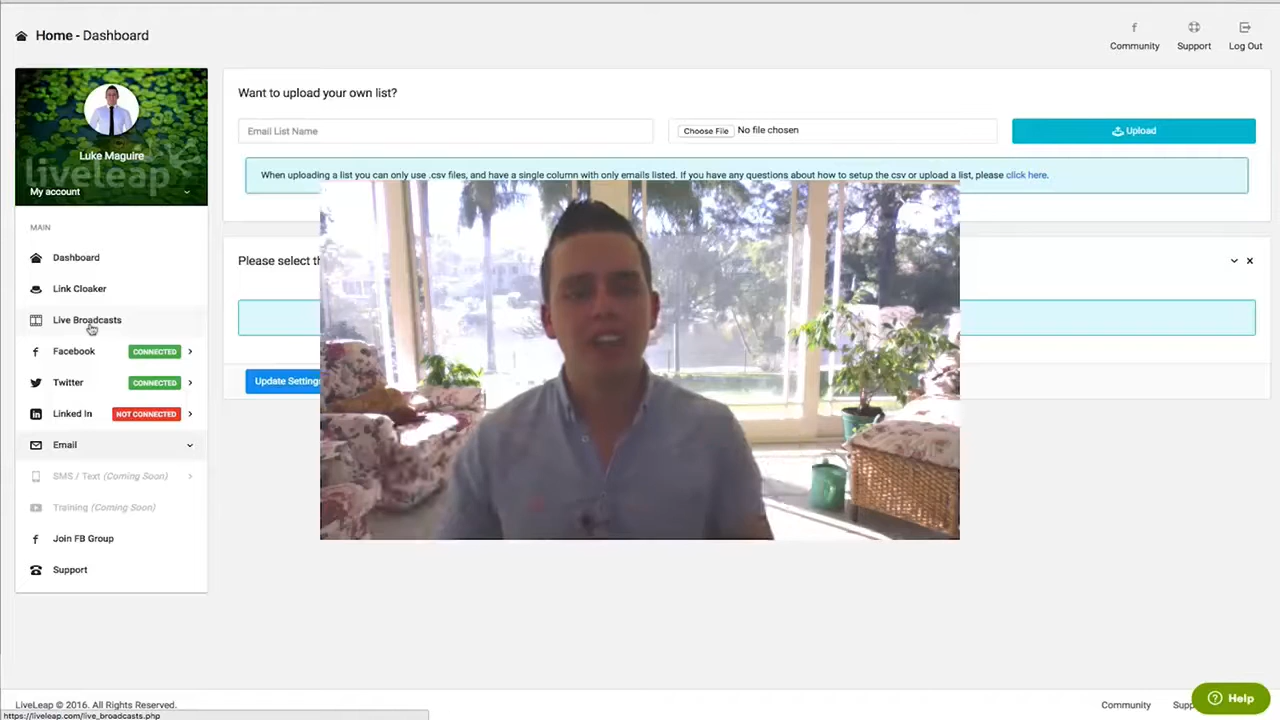 Home - Dashboard
Community
Support
Log Out
Luke Maguire
liveleap
My account
MAIN
Dashboard
Link Cloaker
Live Broadcasts
Facebook CONNECTED
Twitter CONNECTED
Linked In NOT CONNECTED
Email
SMS / Text (Coming Soon)
Training (Coming Soon)
Join FB Group
Support
Want to upload your own list?
Email List Name
Choose File No file chosen
Upload
When uploading a list you can only use .csv files, and have a single column with only emails listed. If you have any questions about how to setup the csv or upload a list, please click here.
Please select th
Update Settings
LiveLeap © 2016. All Rights Reserved.
Community
Supp
Help
https://liveleap.com/live_broadcasts.php